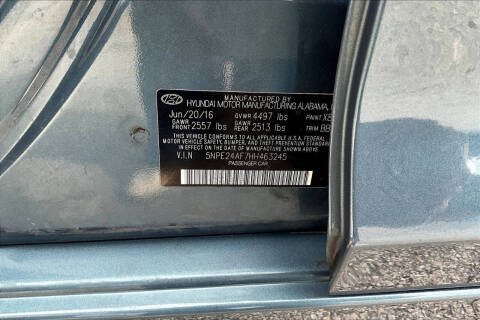 MANUFACTURED BY
HYUNDAI MOTOR MANUFACTURING ALABAMA,
Jun/20/16 GVWR 4497 lbs PAINT
GAWR FRONT 2557 lbs GAWR REAR 2513 lbs TRIM BB
THIS VEHICLE CONFORMS TO ALL APPLICABLE FEDERAL
MOTOR VEHICLE SAFETY, BUMPER, AND THEFT PREVENTION
STANDARDS IN EFFECT ON THE DATE OF MANUFACTURE
V.I.N 5NPE24AF7HH463245
PASSENGER CAR